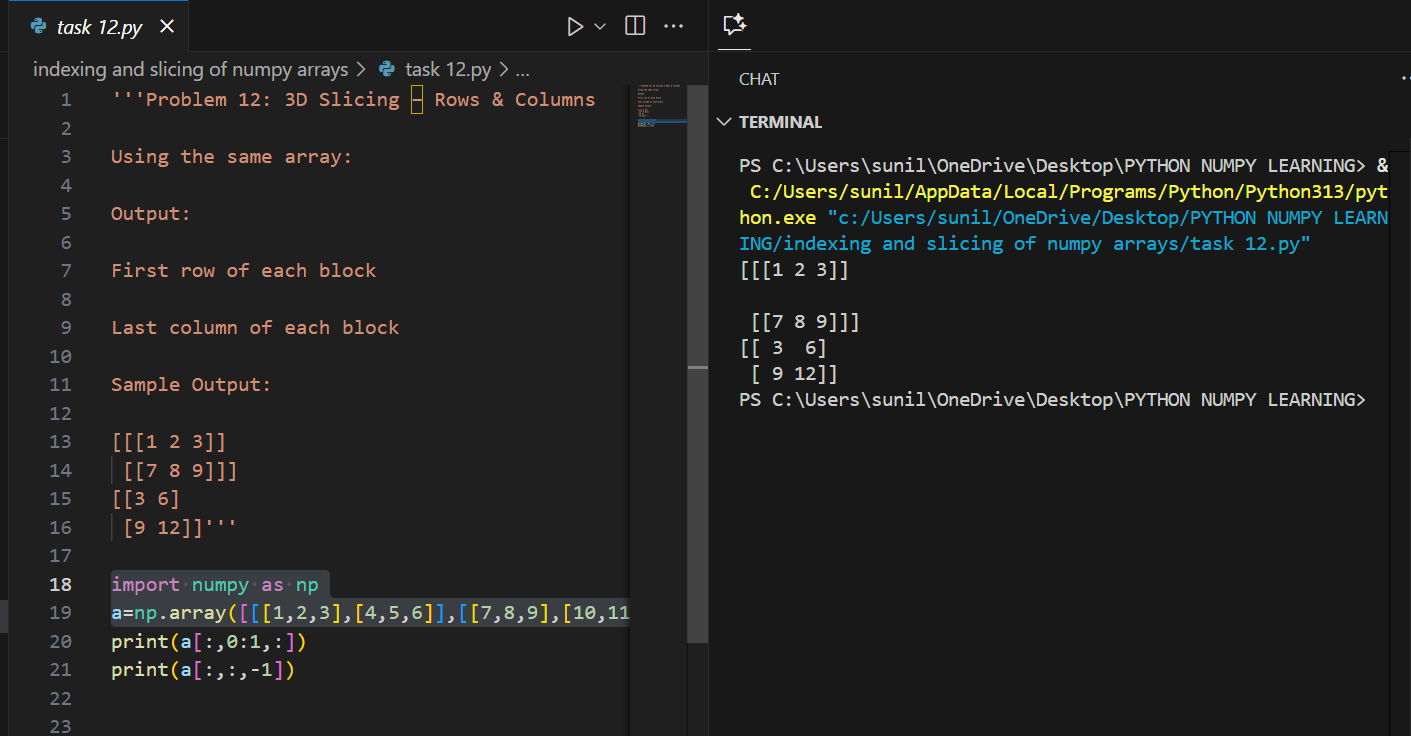 task 12.py
indexing and slicing of numpy arrays > task 12.py > ...
1 '''Problem 12: 3D Slicing – Rows & Columns
2
3 Using the same array:
4
5 Output:
6
7 First row of each block
8
9 Last column of each block
10
11 Sample Output:
12
13 [[[1 2 3]]
14  [[7 8 9]]]
15 [[3 6]
16  [9 12]]'''
17
18 import numpy as np
19 a=np.array([[[1,2,3],[4,5,6]],[[7,8,9],[10,11
20 print(a[:,0:1,:])
21 print(a[:,:,-1])
22
23
CHAT
TERMINAL
PS C:\Users\sunil\OneDrive\Desktop\PYTHON NUMPY LEARNING> &
 C:/Users/sunil/AppData/Local/Programs/Python/Python313/pyt
hon.exe "c:/Users/sunil/OneDrive/Desktop/PYTHON NUMPY LEARN
ING/indexing and slicing of numpy arrays/task 12.py"
[[[1 2 3]]

 [[7 8 9]]]
[[ 3  6]
 [ 9 12]]
PS C:\Users\sunil\OneDrive\Desktop\PYTHON NUMPY LEARNING>